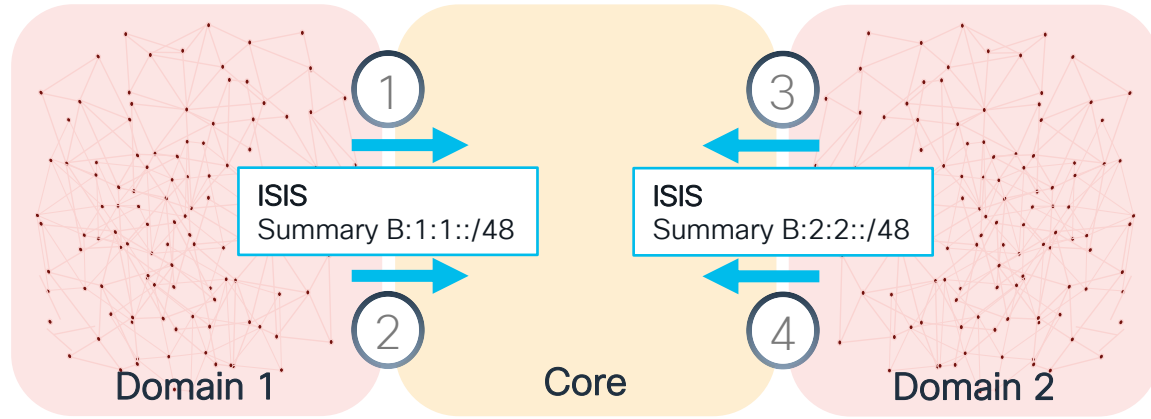 1
3
ISIS
Summary B:1:1::/48
ISIS
Summary B:2:2::/48
2
4
Domain 1
Core
Domain 2